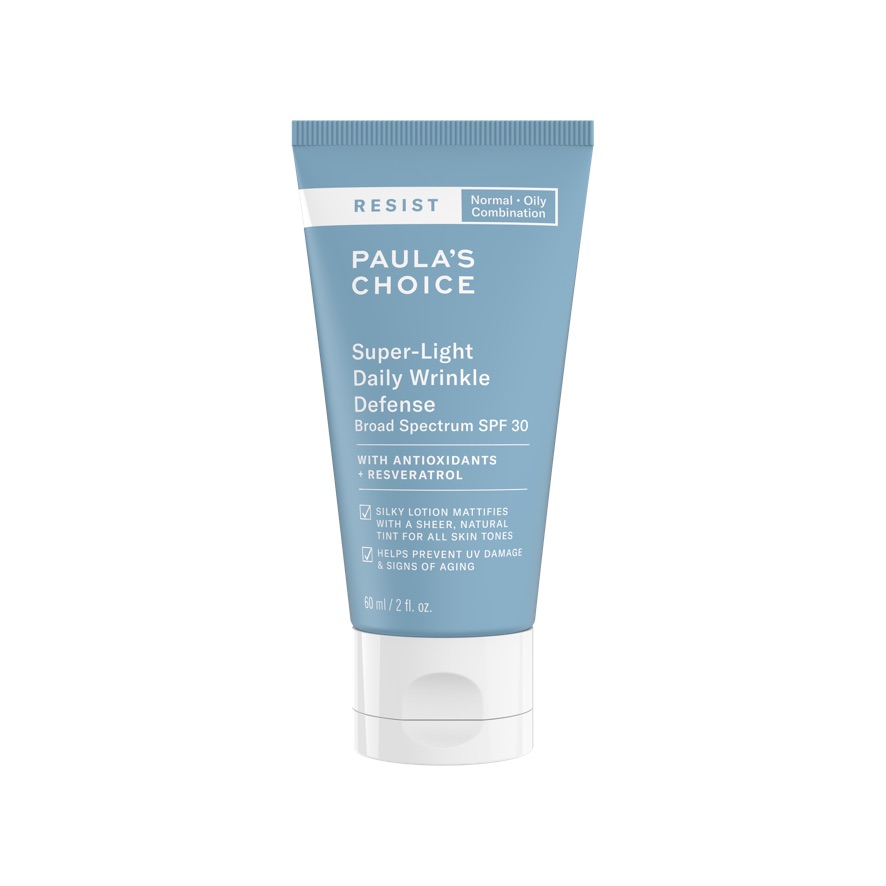 RESIST
Normal • Oily
Combination
PAULA'S
CHOICE
Super-Light
Daily Wrinkle
Defense
Broad Spectrum SPF 30
WITH ANTIOXIDANTS
+ RESVERATROL
SILKY LOTION MATTIFIES
WITH A SHEER, NATURAL
TINT FOR ALL SKIN TONES
HELPS PREVENT UV DAMAGE
& SIGNS OF AGING
60 ml / 2 fl. oz.